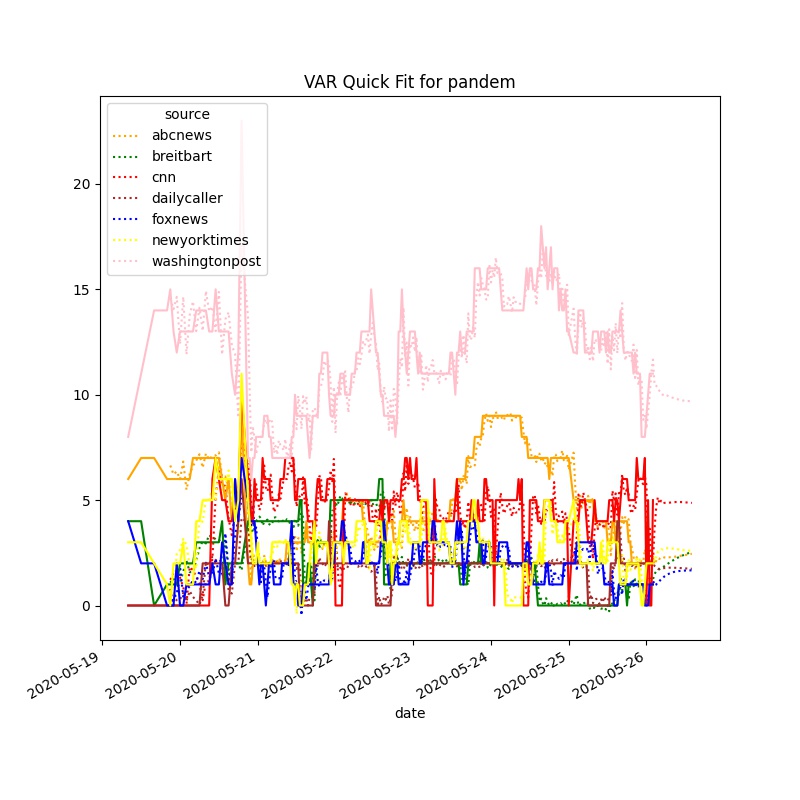 VAR Quick Fit for pandem
source
abcnews
breitbart
cnn
dailycaller
foxnews
newyorktimes
washingtonpost
20
15
10
5
0
2020-05-19
2020-05-20
2020-05-21
2020-05-22
2020-05-23
2020-05-24
2020-05-25
2020-05-26
date